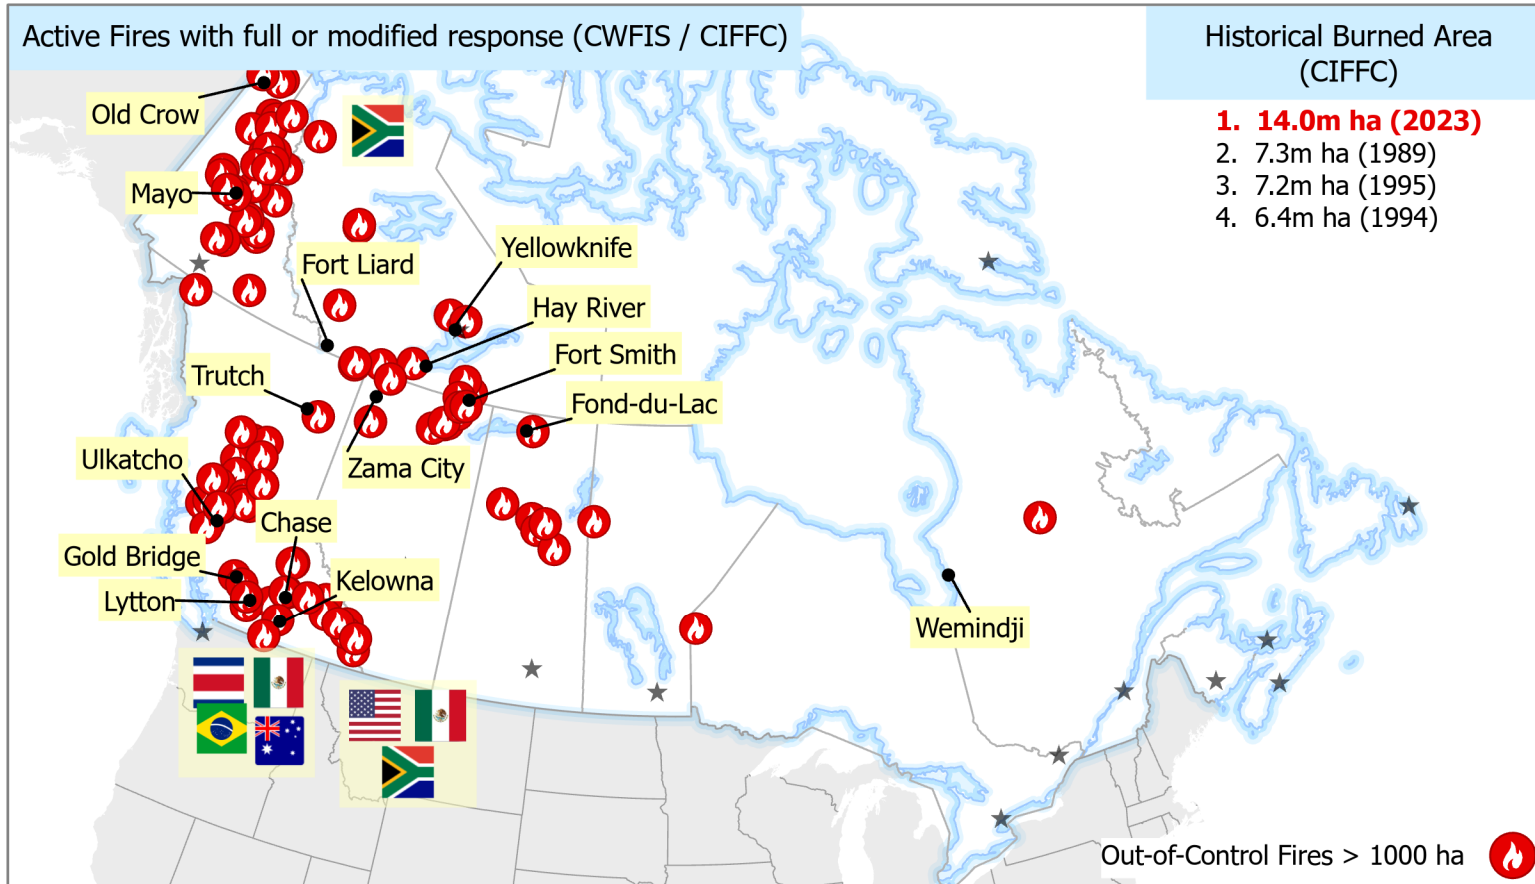 Active Fires with full or modified response (CWFIS / CIFFC)
Historical Burned Area
(CIFFC)
1. 14.0m ha (2023)
2. 7.3m ha (1989)
3. 7.2m ha (1995)
4. 6.4m ha (1994)
Old Crow
Mayo
Yellowknife
Fort Liard
Hay River
Fort Smith
Trutch
Fond-du-Lac
Ulkatcho
Zama City
Chase
Gold Bridge
Kelowna
Lytton
Wemindji
Out-of-Control Fires > 1000 ha